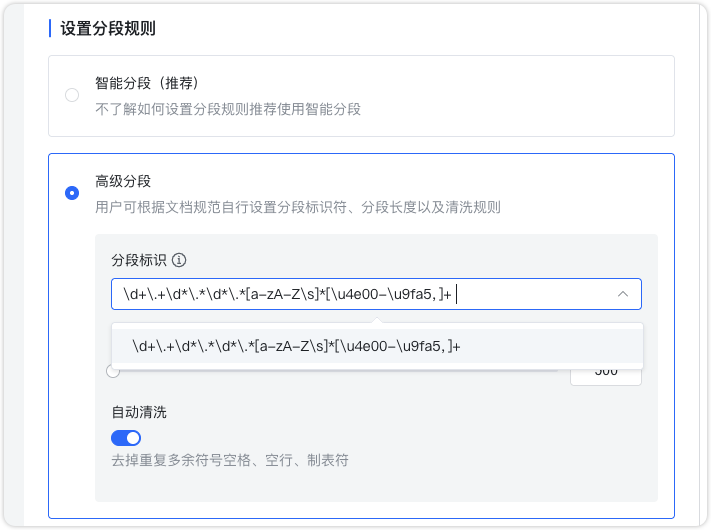 设置分段规则
智能分段（推荐）
不了解如何设置分段规则推荐使用智能分段
高级分段
用户可根据文档规范自行设置分段标识符、分段长度以及清洗规则
分段标识
\d+\.+\d*\.*\d*\.*[a-zA-Z\s]*[\u4e00-\u9fa5,]+
\d+\.+\d*\.*\d*\.*[a-zA-Z\s]*[\u4e00-\u9fa5,]+
自动清洗
去掉重复多余符号空格、空行、制表符